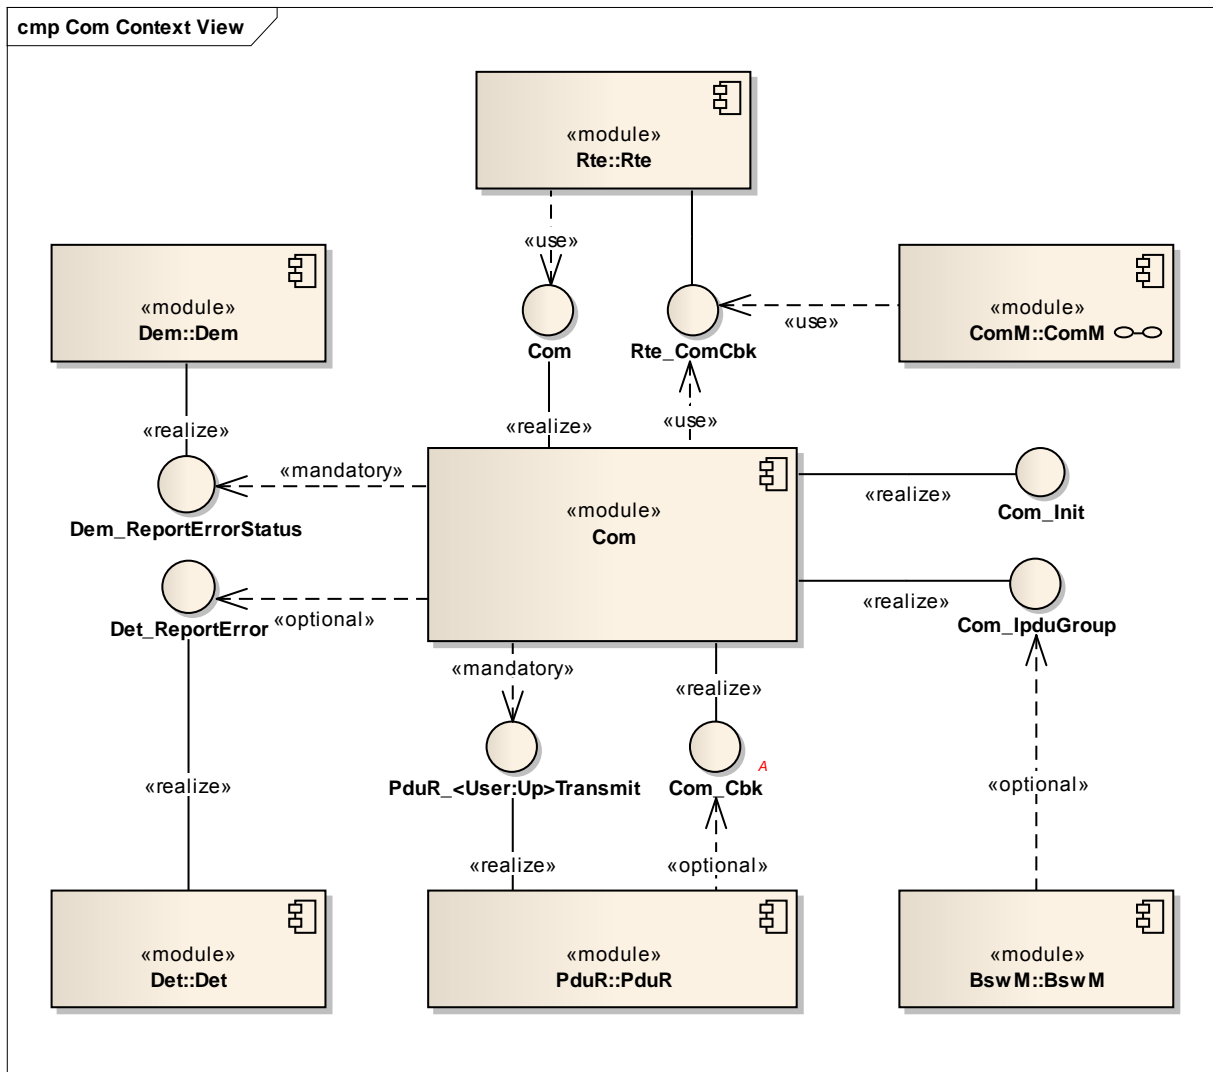 cmp Com Context View
«module»
Rte::Rte
«use»
«module»
Dem::Dem
Com
Rte_ComCbk
«use»
«module»
ComM::ComM
«realize»
«realize»
«use»
«mandatory»
Dem_ReportErrorStatus
«module»
Com
«realize»
Com_Init
Det_ReportError
«optional»
«realize»
Com_IpduGroup
«mandatory»
«realize»
PduR_<User:Up>Transmit
Com_Cbk
A
«realize»
«optional»
«realize»
«optional»
«module»
Det::Det
«module»
PduR::PduR
«module»
BswM::BswM